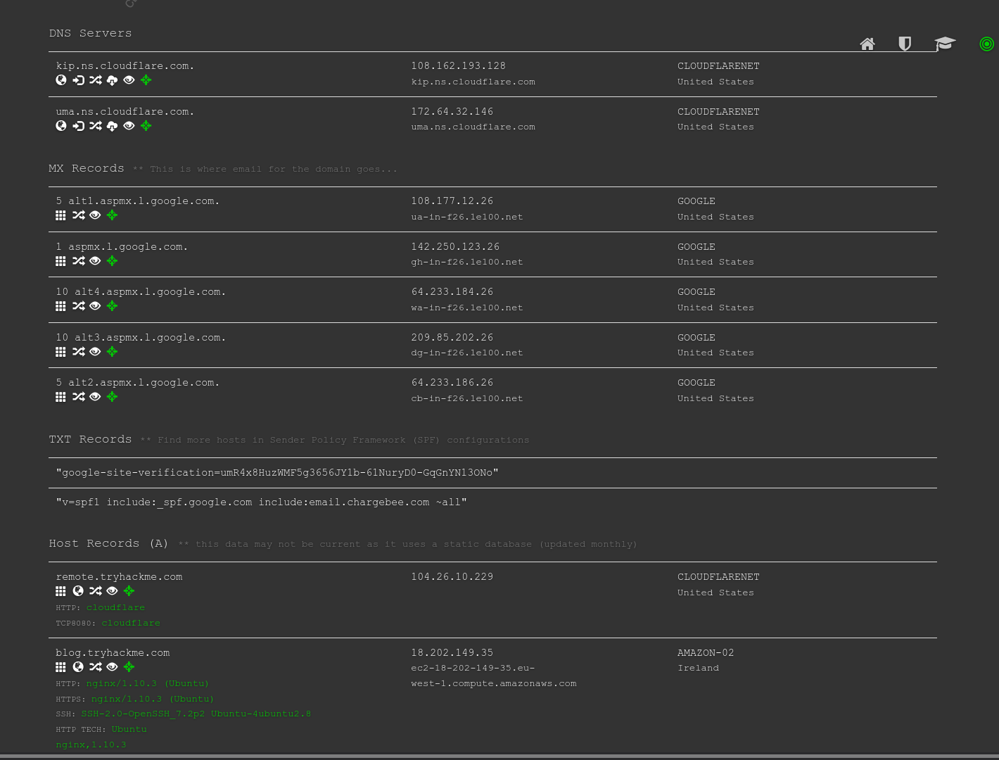 DNS Servers
kip.ns.cloudflare.com. 108.162.193.128 CLOUDFLARENET
kip.ns.cloudflare.com United States
uma.ns.cloudflare.com. 172.64.32.146 CLOUDFLARENET
uma.ns.cloudflare.com United States
MX Records ** This is where email for the domain goes...
5 alt1.aspmx.l.google.com. 108.177.12.26 GOOGLE
ua-in-f26.1e100.net United States
1 aspmx.l.google.com. 142.250.123.26 GOOGLE
gh-in-f26.1e100.net United States
10 alt4.aspmx.l.google.com. 64.233.184.26 GOOGLE
wa-in-f26.1e100.net United States
10 alt3.aspmx.l.google.com. 209.85.202.26 GOOGLE
dg-in-f26.1e100.net United States
5 alt2.aspmx.l.google.com. 64.233.186.26 GOOGLE
cb-in-f26.1e100.net United States
TXT Records ** Find more hosts in Sender Policy Framework (SPF) configurations
"google-site-verification=umR4x8HuzWMF5g3656JY1b-61NuryD0-GqGnYN13ONo"
"v=spf1 include:_spf.google.com include:email.chargebee.com ~all"
Host Records (A) ** this data may not be current as it uses a static database (updated monthly)
remote.tryhackme.com 104.26.10.229 CLOUDFLARENET
United States
HTTP: cloudflare
TCP8080: cloudflare
blog.tryhackme.com 18.202.149.35 AMAZON-02
ec2-18-202-149-35.eu- Ireland
west-1.compute.amazonaws.com
HTTP: nginx/1.10.3 (Ubuntu)
HTTPS: nginx/1.10.3 (Ubuntu)
SSH: SSH-2.0-OpenSSH_7.2p2 Ubuntu-4ubuntu2.8
HTTP TECH: Ubuntu
nginx,1.10.3